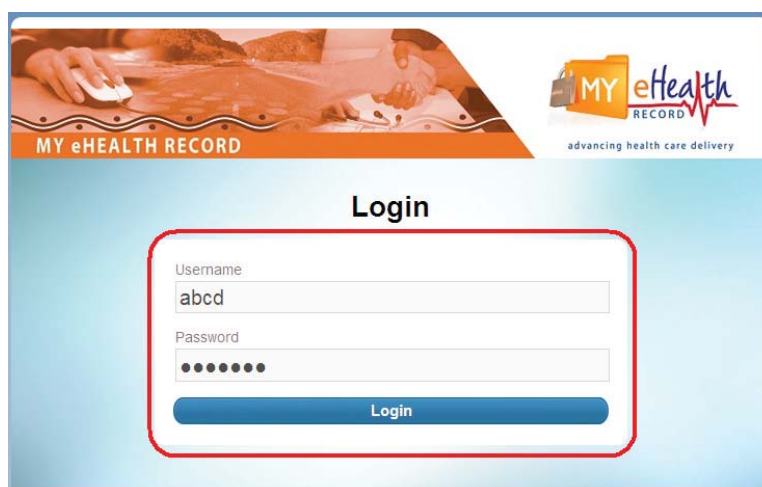 MY eHealth
RECORD
MY eHEALTH RECORD
advancing health care delivery
Login
Username
abcd
Password
●●●●●●●
Login